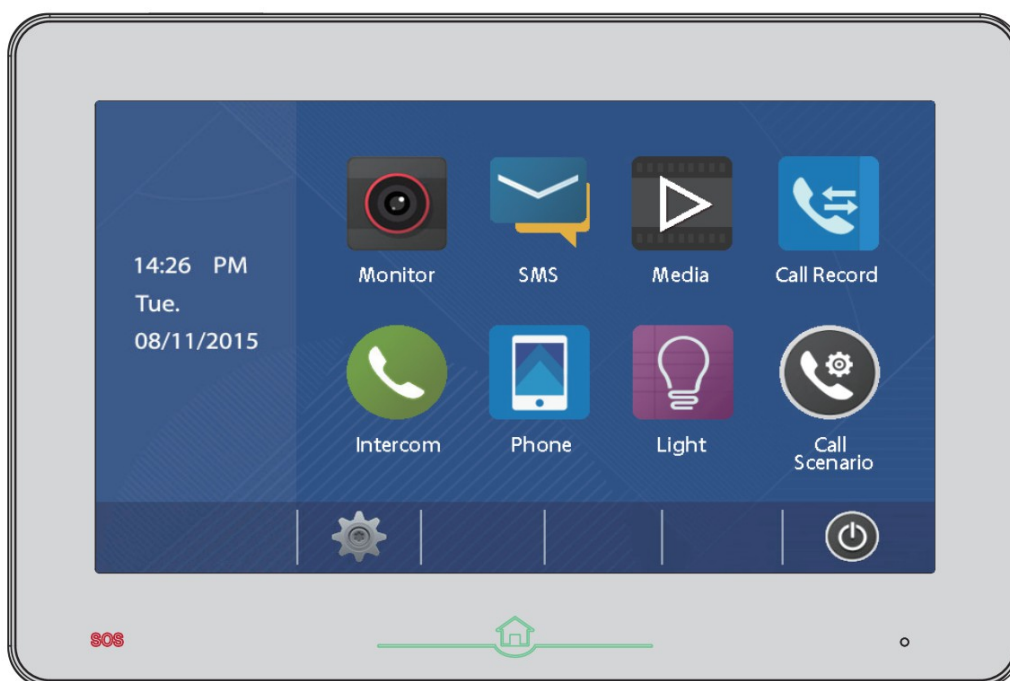 14:26 PM
Tue.
08/11/2015
Monitor
SMS
Media
Call Record
Intercom
Phone
Light
Call
Scenario
SOS